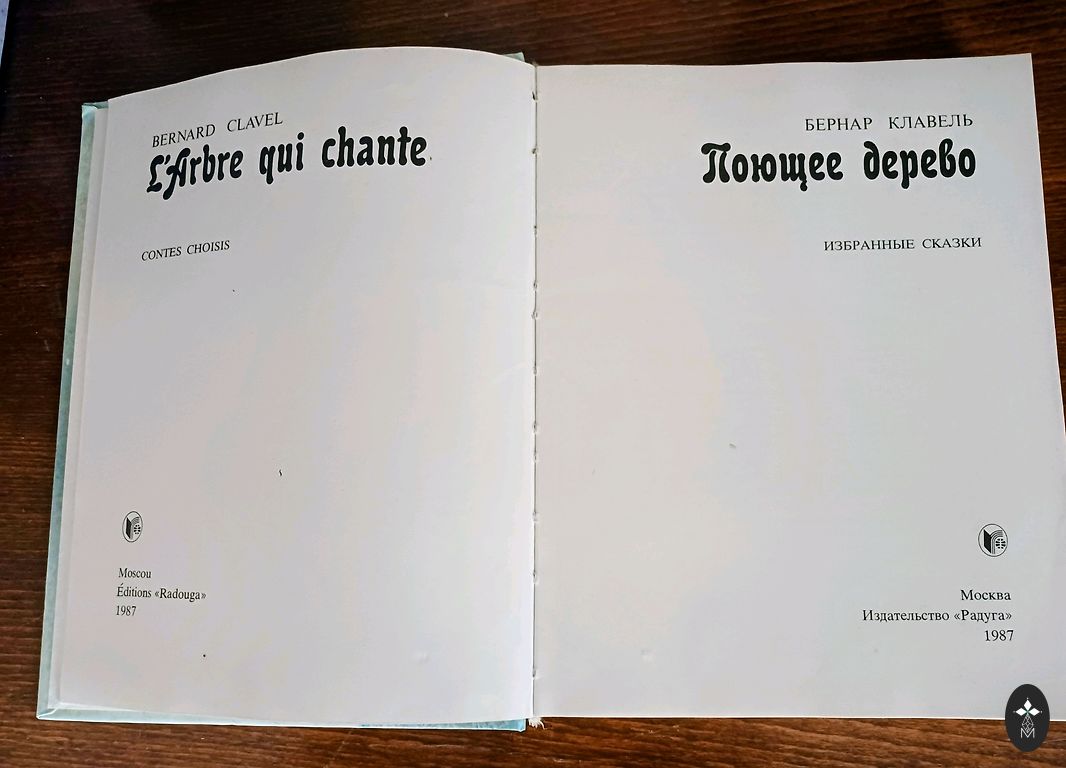 BERNARD CLAVEL
L'Arbre qui chante
CONTES CHOISIS
Moscou
Éditions «Radouga»
1987
БЕРНАР КЛАВЕЛЬ
Поющее дерево
ИЗБРАННЫЕ СКАЗКИ
Москва
Издательство «Радуга»
1987
M